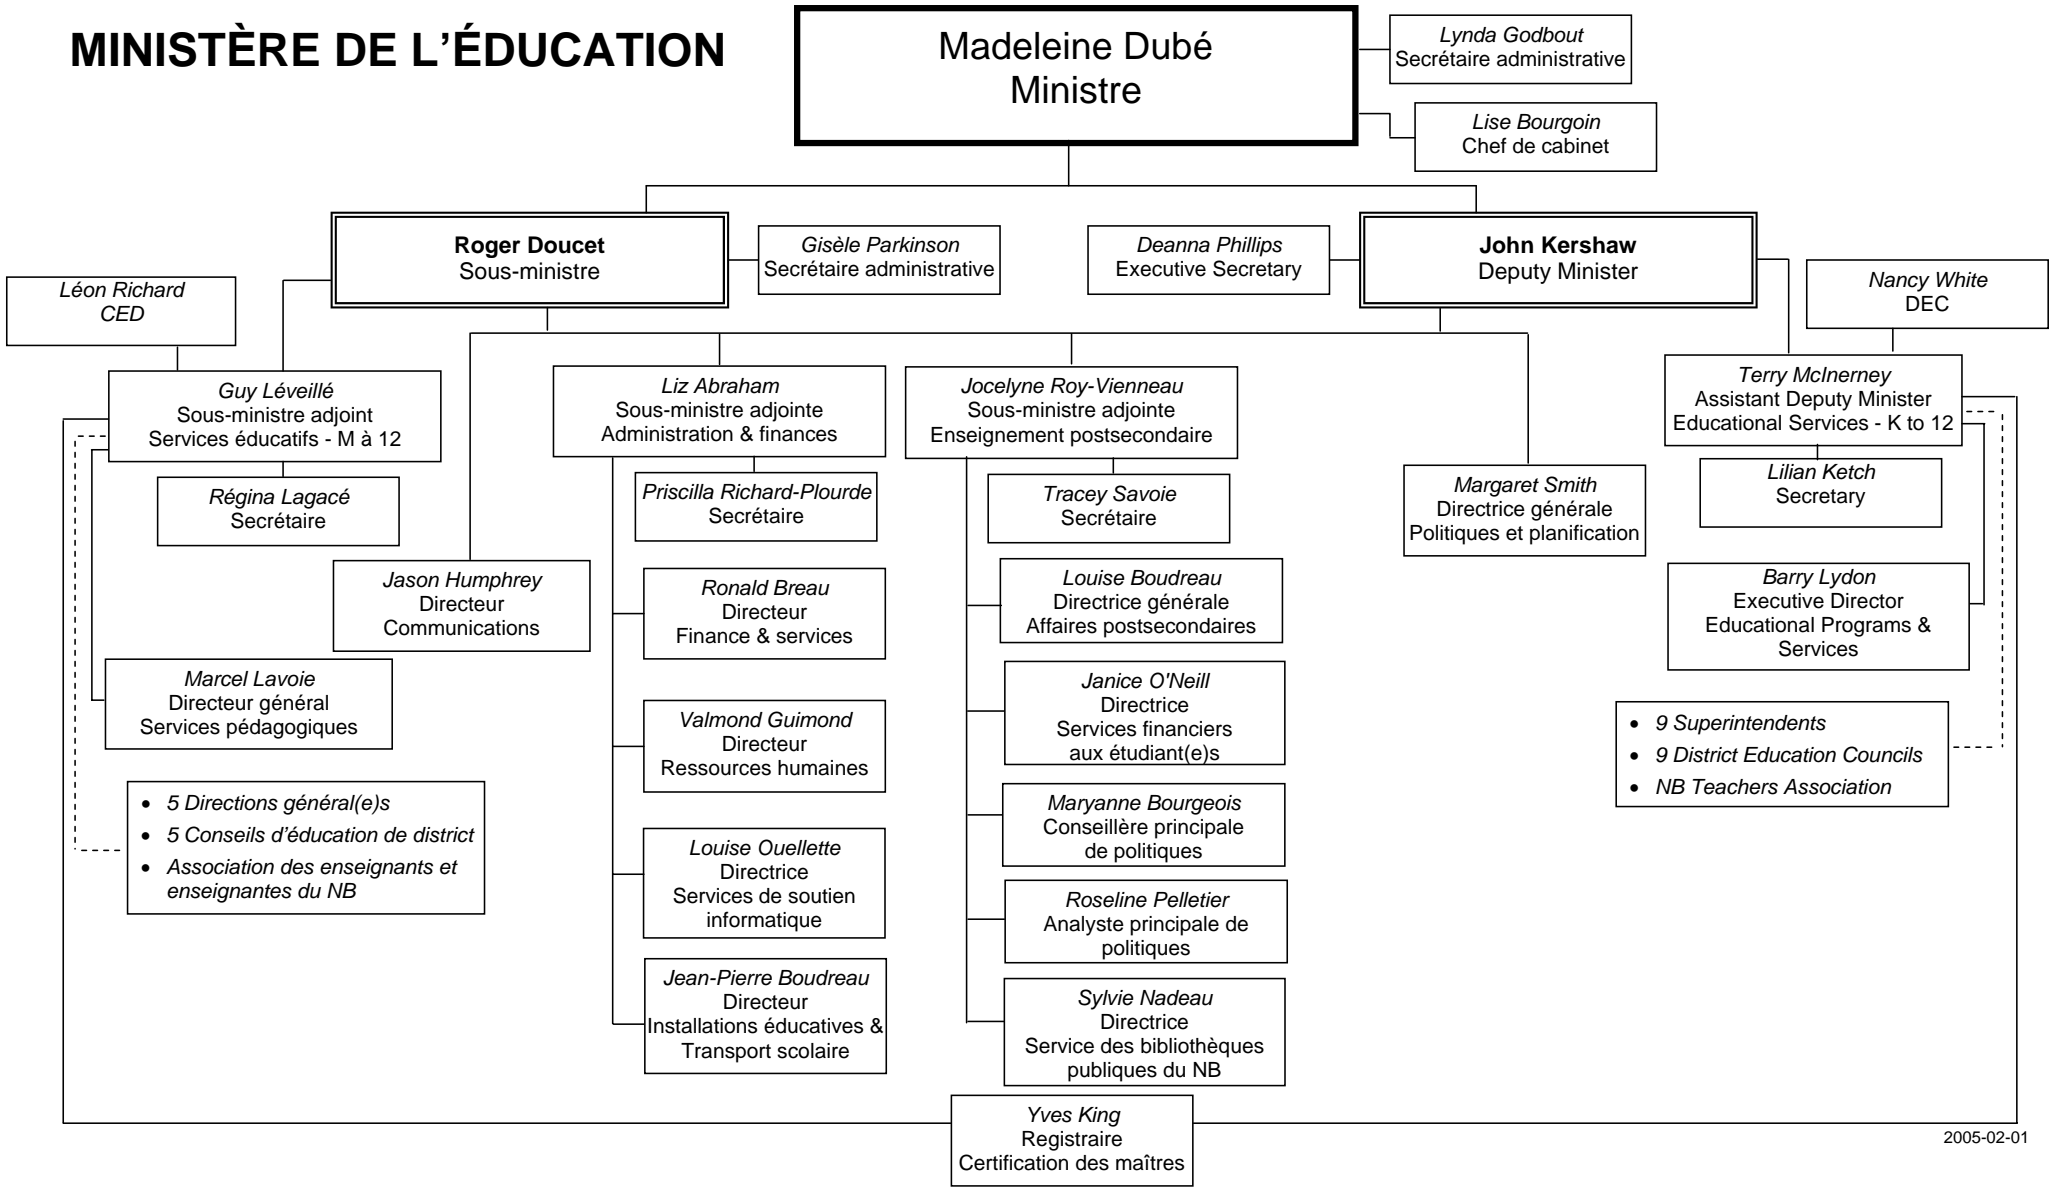 MINISTÈRE DE L’ÉDUCATION
Madeleine Dubé
Ministre
Lynda Godbout
Secrétaire administrative
Lise Bourgoin
Chef de cabinet
Roger Doucet
Sous-ministre
Gisèle Parkinson
Secrétaire administrative
Deanna Phillips
Executive Secretary
John Kershaw
Deputy Minister
Léon Richard
CED
Nancy White
DEC
Guy Léveillé
Sous-ministre adjoint
Services éducatifs - M à 12
Liz Abraham
Sous-ministre adjointe
Administration & finances
Jocelyne Roy-Vienneau
Sous-ministre adjointe
Enseignement postsecondaire
Terry McInerney
Assistant Deputy Minister
Educational Services - K to 12
Régina Lagacé
Secrétaire
Priscilla Richard-Plourde
Secrétaire
Tracey Savoie
Secrétaire
Margaret Smith
Directrice générale
Politiques et planification
Lilian Ketch
Secretary
Jason Humphrey
Directeur
Communications
Ronald Breau
Directeur
Finance & services
Louise Boudreau
Directrice générale
Affaires postsecondaires
Barry Lydon
Executive Director
Educational Programs &
Services
Marcel Lavoie
Directeur général
Services pédagogiques
Valmond Guimond
Directeur
Ressources humaines
Janice O'Neill
Directrice
Services financiers
aux étudiant(e)s
• 9 Superintendents
• 9 District Education Councils
• NB Teachers Association
• 5 Directions général(e)s
• 5 Conseils d’éducation de district
• Association des enseignants et
enseignantes du NB
Louise Ouellette
Directrice
Services de soutien
informatique
Maryanne Bourgeois
Conseillère principale
de politiques
Roseline Pelletier
Analyste principale de
politiques
Jean-Pierre Boudreau
Directeur
Installations éducatives &
Transport scolaire
Sylvie Nadeau
Directrice
Service des bibliothèques
publiques du NB
Yves King
Registraire
Certification des maîtres
2005-02-01